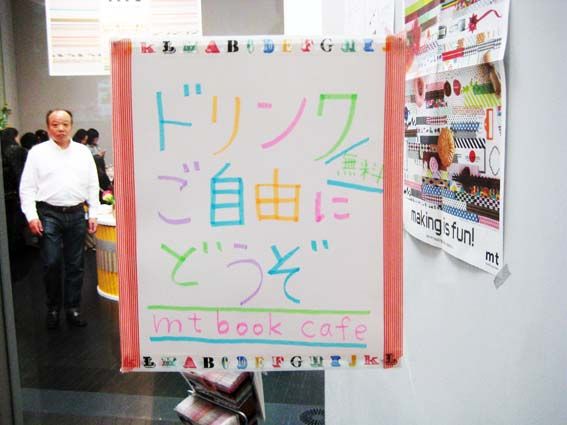 K L M A B C D E F G H I J
ドリンク
無料
ご自由に
どうぞ
mt book cafe
K L M A B C D E F G H I J K L
making is fun!
mt